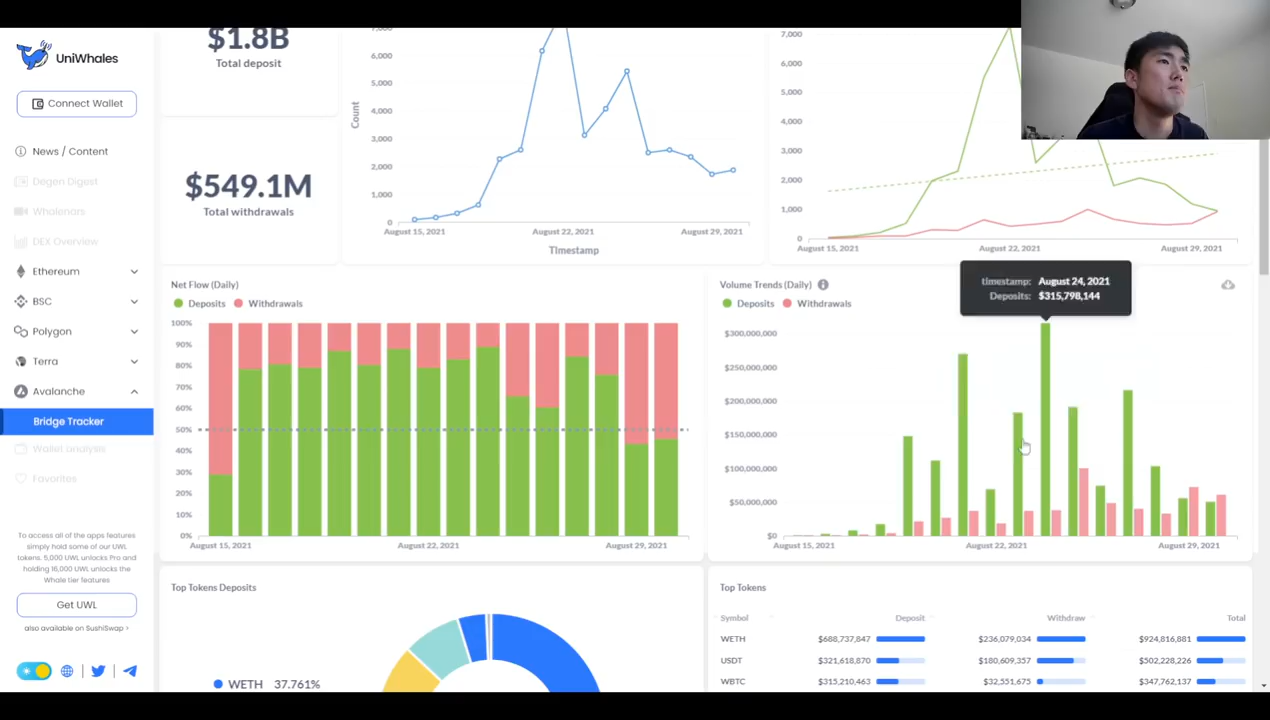 UniWhales
Connect Wallet
News / Content
Degen Digest
Whalenars
DEX Overview
Ethereum
BSC
Polygon
Terra
Avalanche
Bridge Tracker
Wallet analysis
Favorites
To access all of the apps features
simply hold some of our UWL
tokens. 5,000 UWL unlocks Pro and
holding 16,000 UWL unlocks the
Whale tier features
Get UWL
also available on SushiSwap >
$1.8B
Total deposit
$549.1M
Total withdrawals
7,000
6,000
5,000
4,000
3,000
2,000
1,000
0
Count
August 15, 2021
August 22, 2021
August 29, 2021
Timestamp
7,000
6,000
5,000
4,000
3,000
2,000
1,000
0
August 15, 2021
August 22, 2021
August 29, 2021
Net Flow (Daily)
Deposits
Withdrawals
100%
90%
80%
70%
60%
50%
40%
30%
20%
10%
0%
August 15, 2021
August 22, 2021
August 29, 2021
Volume Trends (Daily)
Deposits
Withdrawals
timestamp: August 24, 2021
Deposits: $315,798,144
$300,000,000
$250,000,000
$200,000,000
$150,000,000
$100,000,000
$50,000,000
$0
August 15, 2021
August 22, 2021
August 29, 2021
Top Tokens Deposits
WETH 37.761%
Top Tokens
Symbol Deposit Withdraw Total
WETH $688,737,847 $236,079,034 $924,816,881
USDT $321,618,870 $180,609,357 $502,228,226
WBTC $315,210,463 $32,551,675 $347,762,137